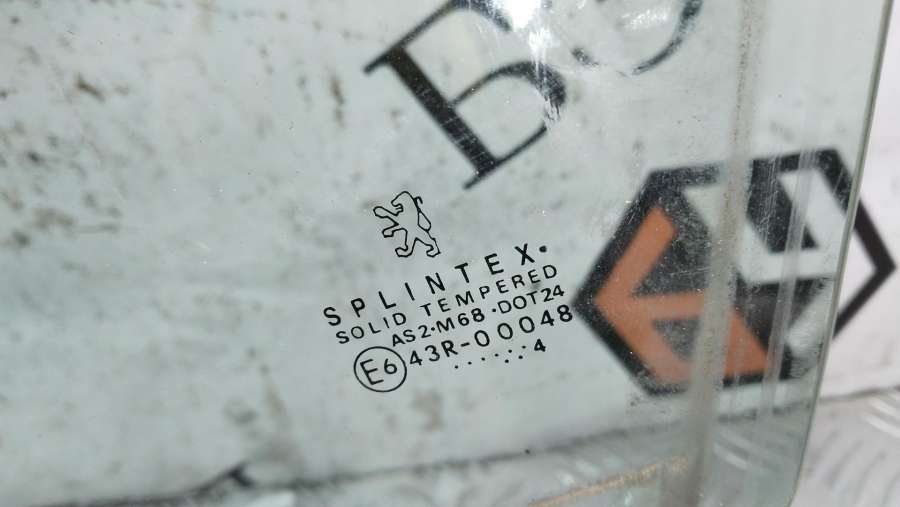 SPLINTEX
SOLID TEMPERED
AS2·M68·DOT24
E6 43R-00048
.......4